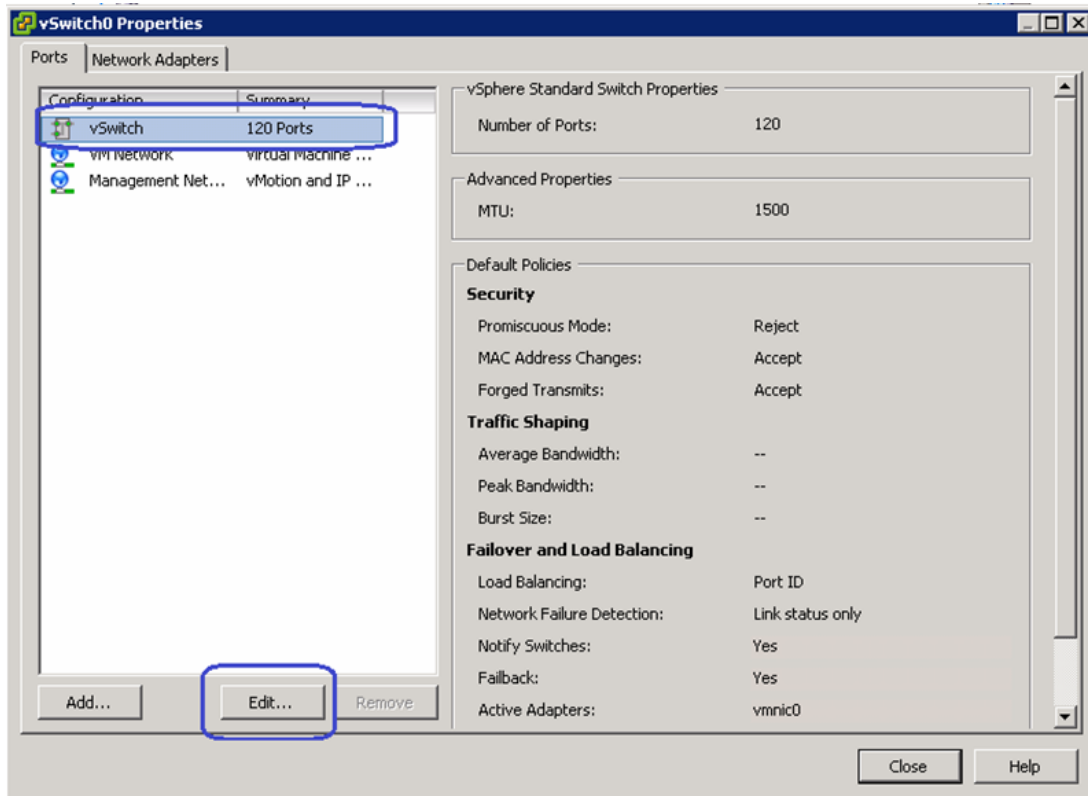 vSwitch0 Properties
Ports Network Adapters
Configuration Summary
vSwitch 120 Ports
VM Network Virtual Machine ...
Management Net... vMotion and IP ...
Add... Edit... Remove
vSphere Standard Switch Properties
Number of Ports: 120
Advanced Properties
MTU: 1500
Default Policies
Security
Promiscuous Mode: Reject
MAC Address Changes: Accept
Forged Transmits: Accept
Traffic Shaping
Average Bandwidth: --
Peak Bandwidth: --
Burst Size: --
Failover and Load Balancing
Load Balancing: Port ID
Network Failure Detection: Link status only
Notify Switches: Yes
Failback: Yes
Active Adapters: vmnic0
Close Help